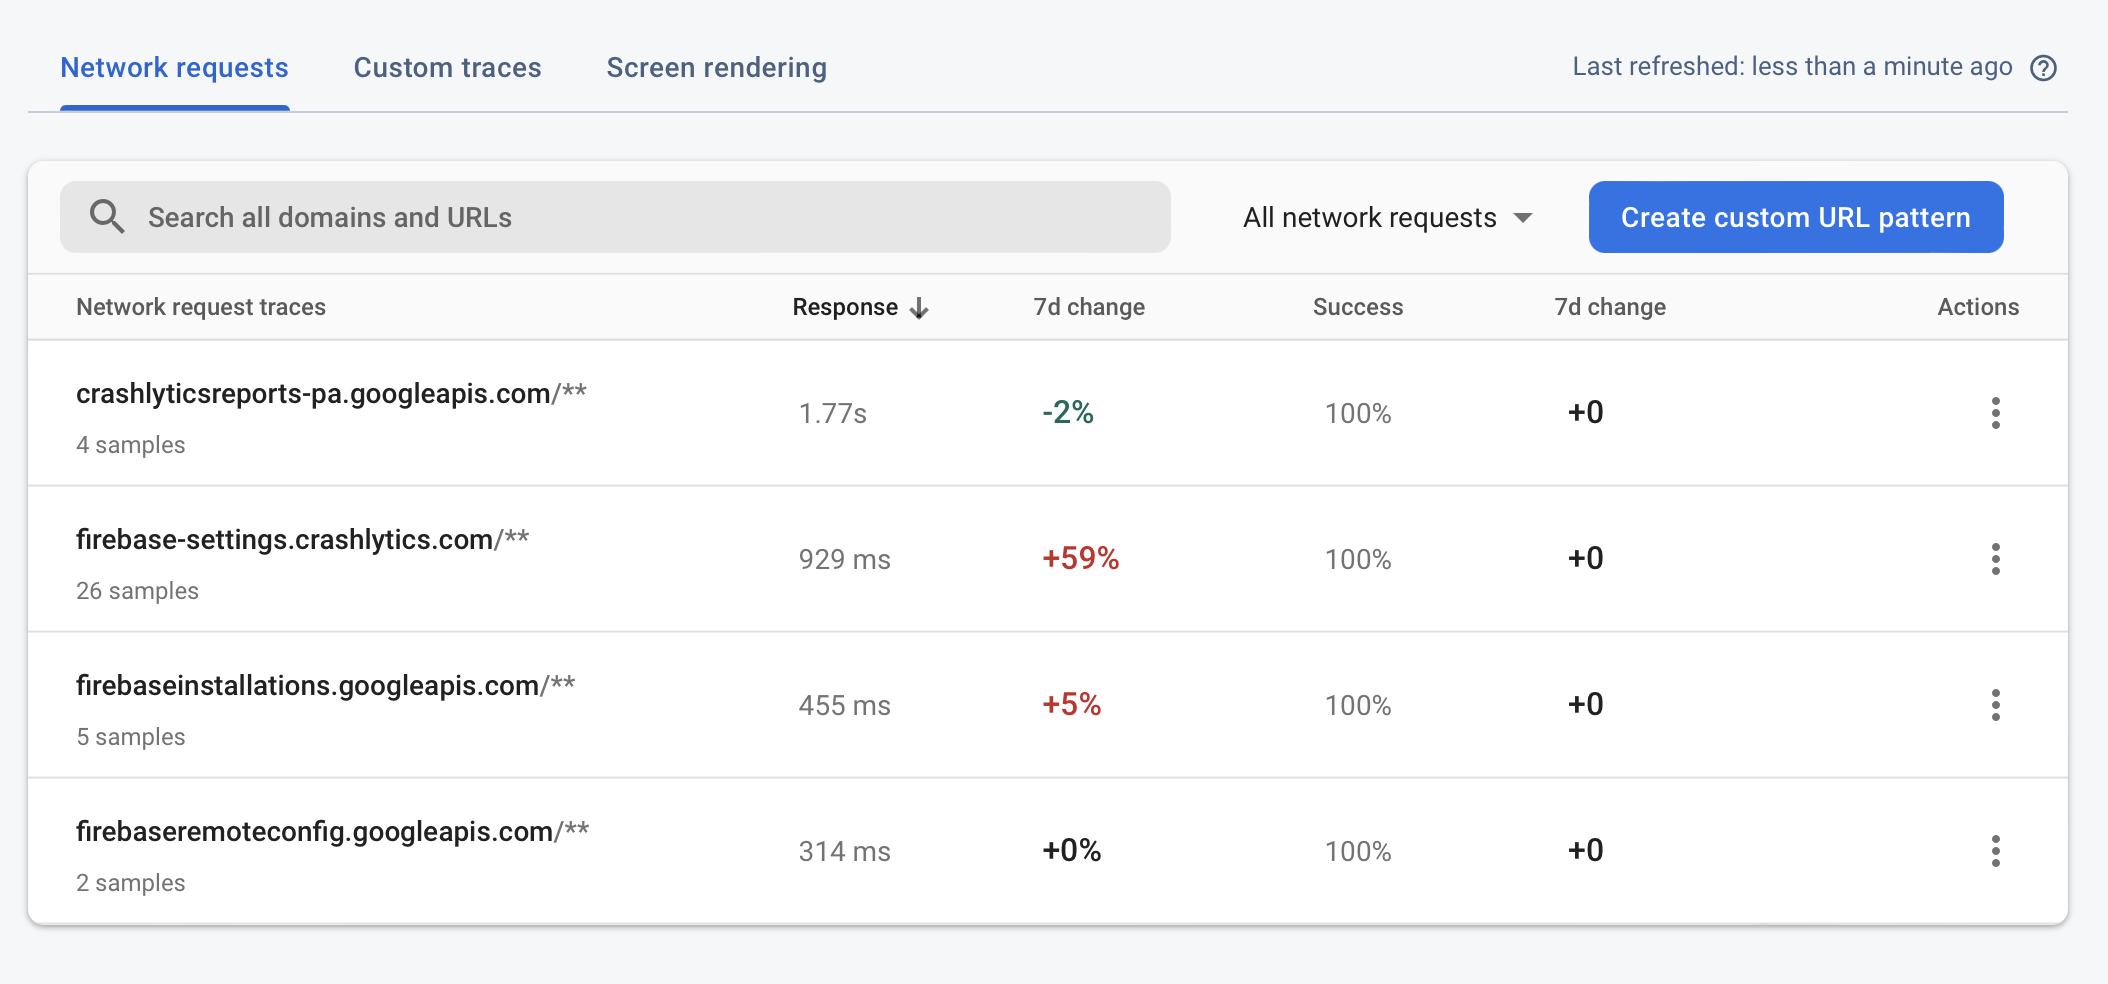 Network requests Custom traces Screen rendering Last refreshed: less than a minute ago
Search all domains and URLs All network requests Create custom URL pattern
Network request traces Response 7d change Success 7d change Actions
crashlyticsreports-pa.googleapis.com/**
1.77s -2% 100% +0
4 samples
firebase-settings.crashlytics.com/**
929 ms +59% 100% +0
26 samples
firebaseinstallations.googleapis.com/**
455 ms +5% 100% +0
5 samples
firebaseremoteconfig.googleapis.com/**
314 ms +0% 100% +0
2 samples